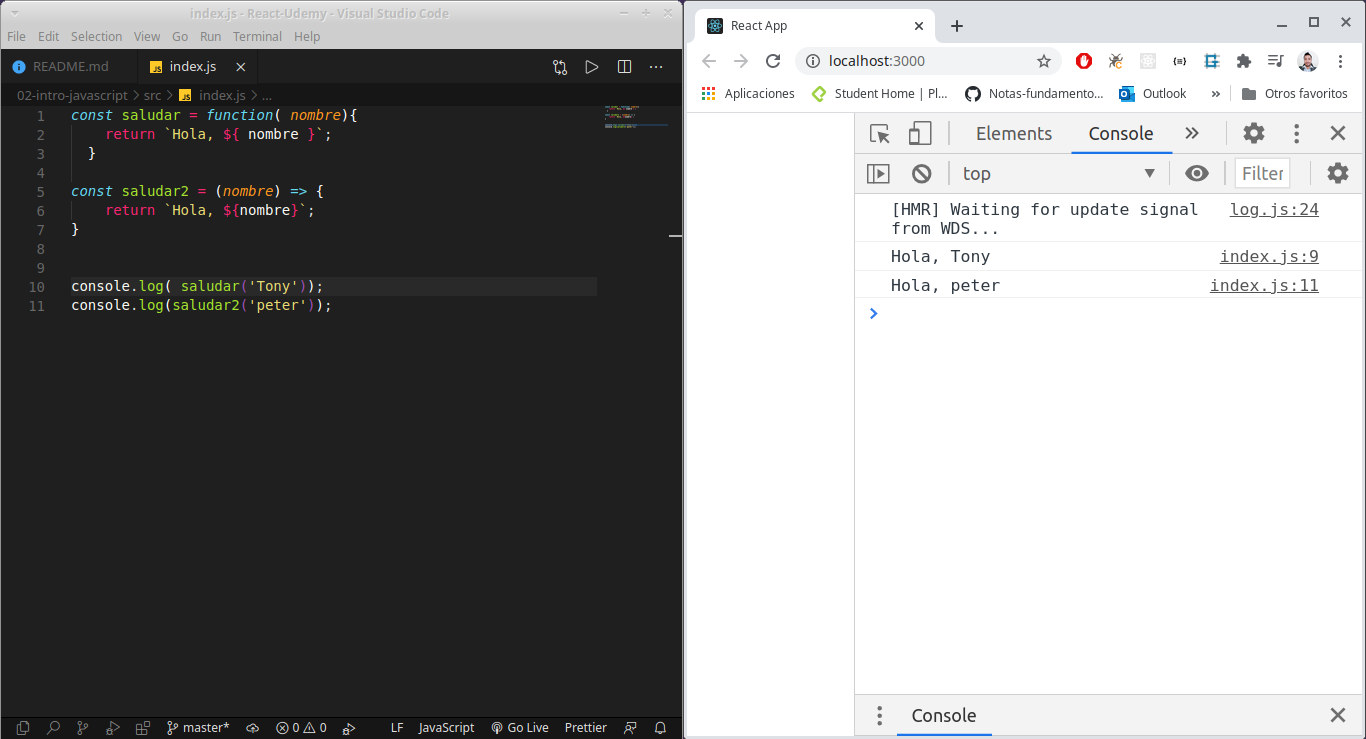 index.js - React-Udemy - Visual Studio Code
File Edit Selection View Go Run Terminal Help
README.md index.js
02-intro-javascript > src > JS index.js > ...
1 const saludar = function( nombre){
2 return `Hola, ${ nombre }`;
3 }
4
5 const saludar2 = (nombre) => {
6 return `Hola, ${nombre}`;
7 }
8
9
10 console.log( saludar('Tony'));
11 console.log(saludar2('peter'));
master* 0 0 LF JavaScript Go Live Prettier
React App
localhost:3000
Aplicaciones Student Home | Pl... Notas-fundamento... Outlook » Otros favoritos
Elements Console »
top Filter
[HMR] Waiting for update signal log.js:24
from WDS...
Hola, Tony index.js:9
Hola, peter index.js:11
Console